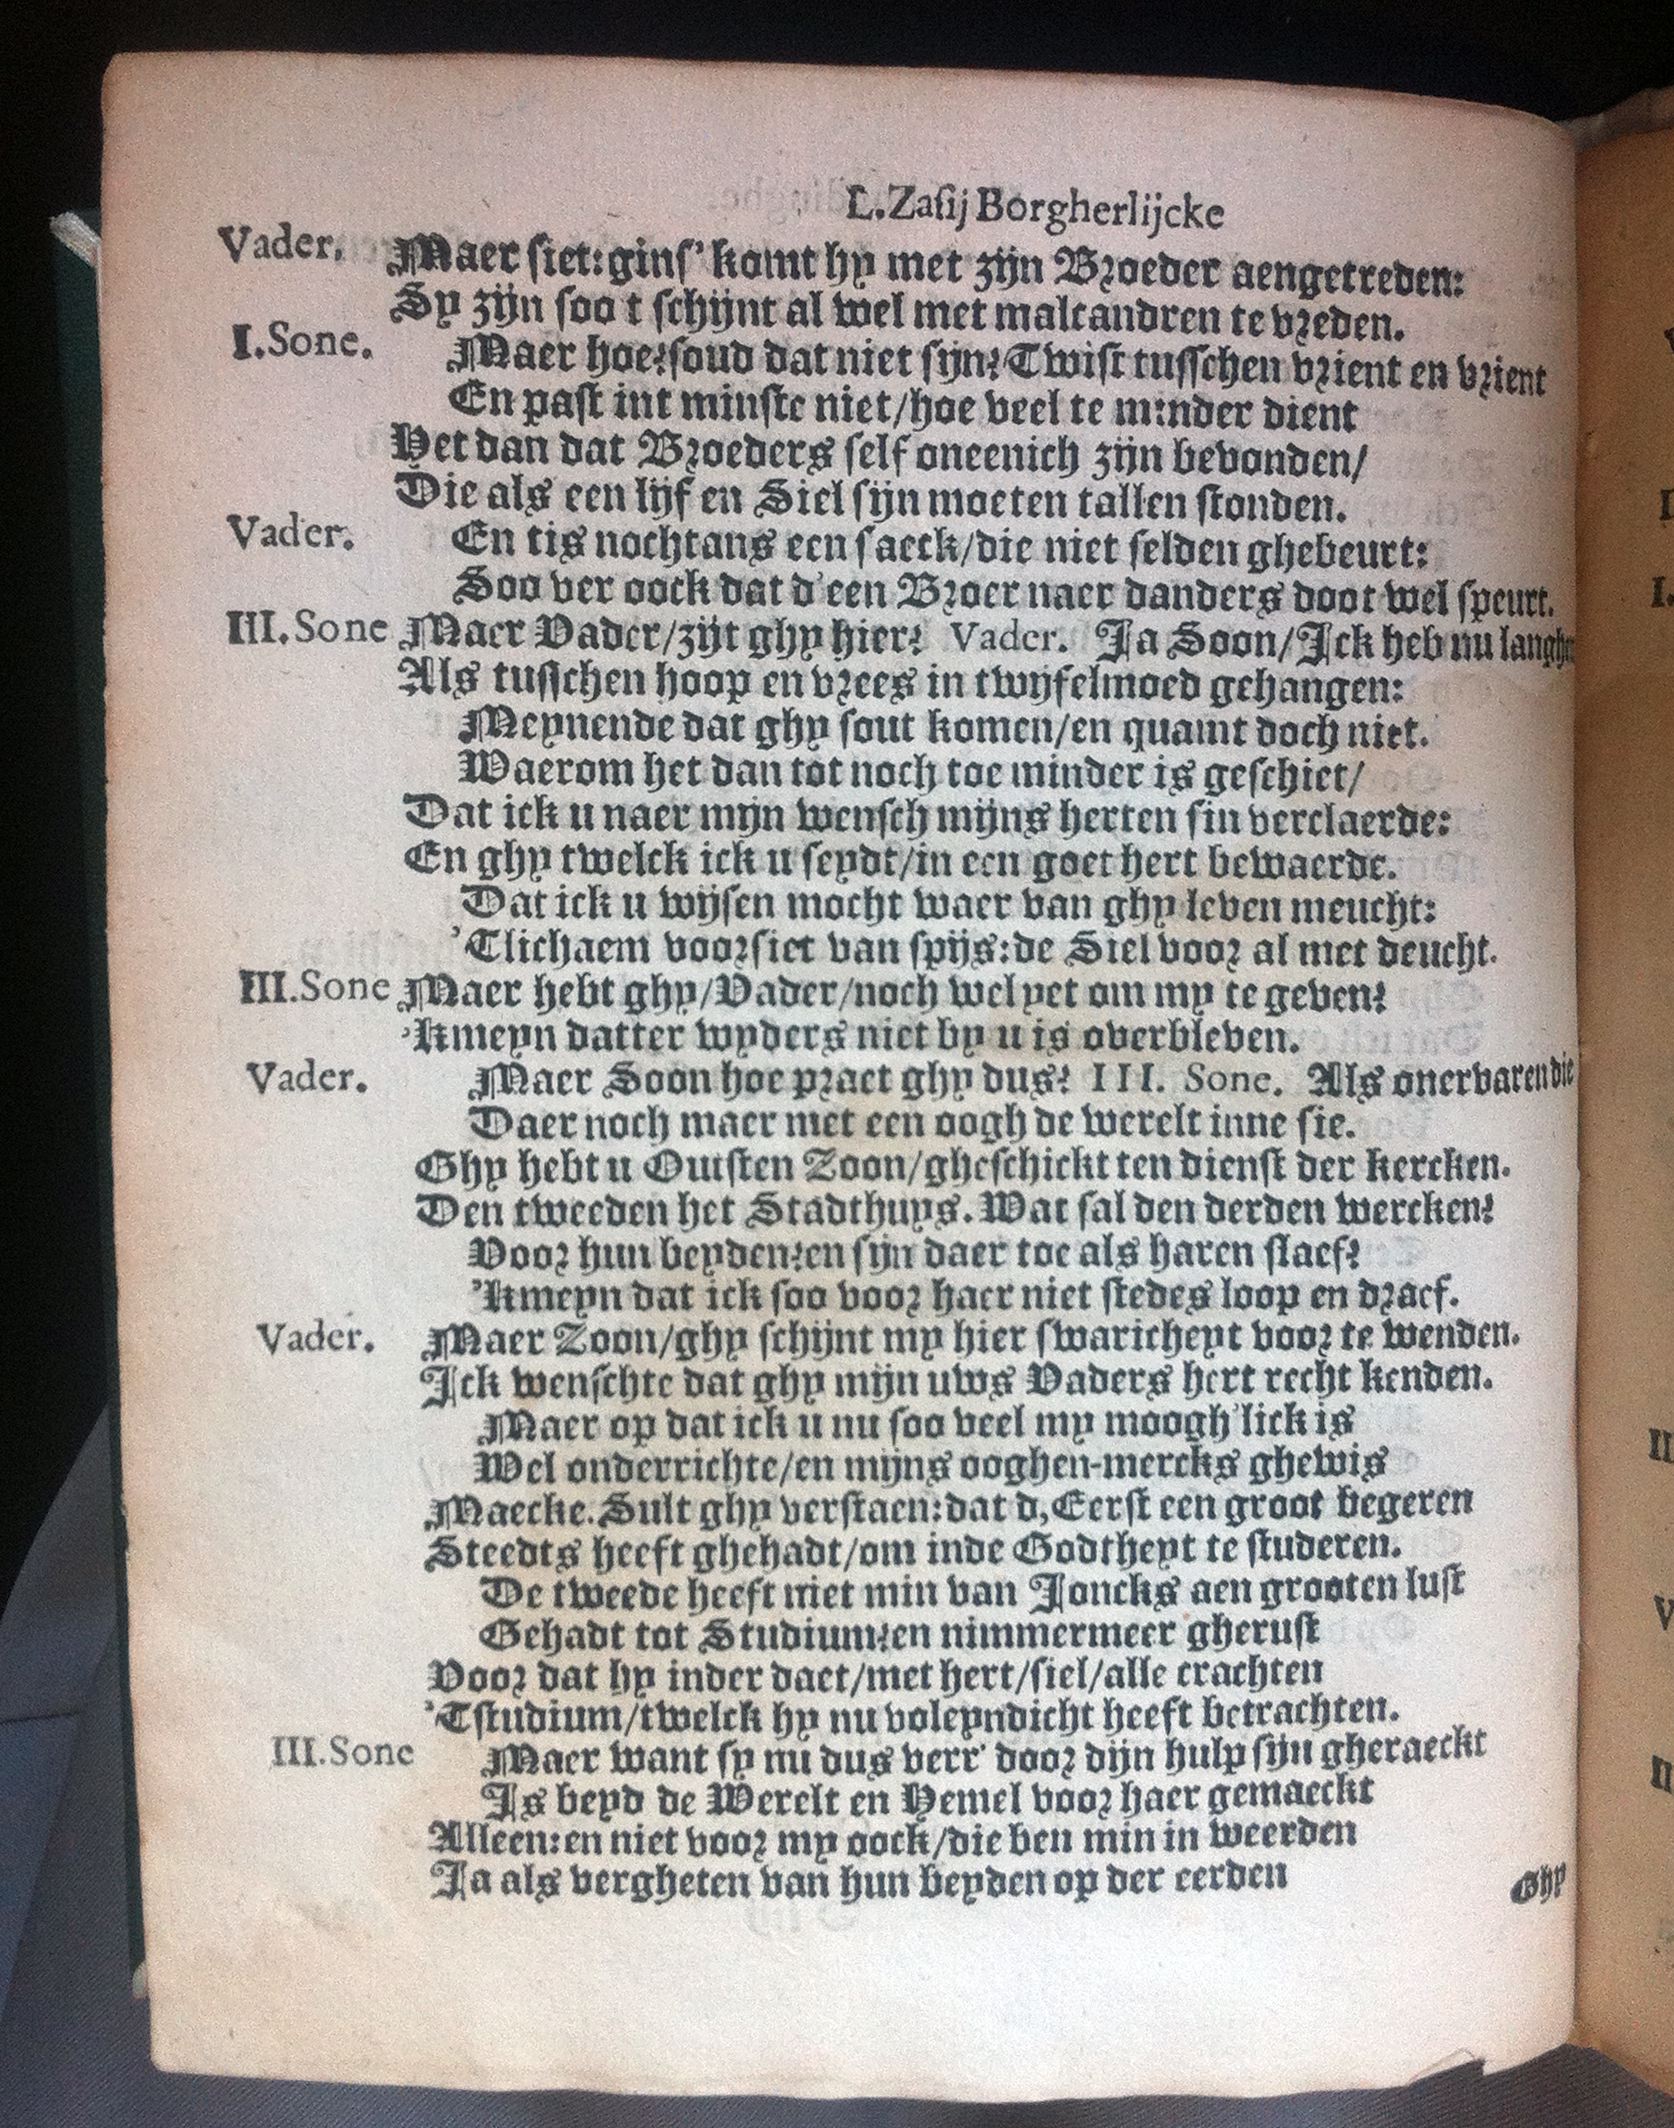 L. Zasij Borgherlijcke
Vader. Maer siet: gins' komt hy met zijn Broeder aengetreden:
Sy zijn soo t schijnt al wel met malcandren te vreden.
I. Sone. Maer hoe? soud dat niet sijn? Twist tusschen vrient en vrient
En past int minste niet/hoe veel te minder dient
Het dan dat Broeders self oneenich zijn bevonden/
Die als een lijf en Siel sijn moeten tallen stonden.
Vader. En tis nochtans een saeck/die niet selden ghebeurt:
Soo ver oock dat d'een Broer naer danders doot wel speurt.
III. Sone Maer Vader/zijt ghy hier? Vader. Ja Soon/Ick heb nu langhe
Als tusschen hoop en vrees in twijfelmoed gehangen:
Meynende dat ghy sout komen/en quamt doch niet.
Waerom het dan tot noch toe minder is geschiet/
Dat ick u naer mijn wensch mijns herten sin verclaerde:
En ghy twelck ick u seydt/in een goet hert bewaerde.
Dat ick u wijsen mocht waer van ghy leven meucht:
'Tlichaem voorsiet van spijs: de Siel voor al met deucht.
III. Sone Maer hebt ghy/Vader/noch wel yet om my te geven?
'Kmeyn datter wyders niet by u is overbleven.
Vader. Maer Soon hoe praet ghy dus? III. Sone. Als onervaren die
Daer noch maer met een oogh de werelt inne sie.
Ghy hebt u Outsten Zoon/gheschickt ten dienst der kercken.
Den tweeden het Stadthuys. Wat sal den derden wercken?
Voor hun beyden? en sijn daer toe als haren slaef?
'Kmeyn dat ick soo voor haer niet stedes loop en draef.
Vader. Maer Zoon/ghy schijnt my hier swaricheyt voor te wenden.
Ick wenschte dat ghy mijn uws Vaders hert recht kenden.
Maer op dat ick u nu soo veel my moogh'lick is
Wel onderrichte/en mijns ooghen-mercks ghewis
Maecke. Sult ghy verstaen: dat d, Eerst een groot begeren
Steedts heeft ghehadt/om inde Godtheyt te studeren.
De tweede heeft niet min van Joncks aen grooten lust
Gehadt tot Studium? en nimmermeer gherust
Voor dat hy inder daet/met hert/siel/alle crachten
'Tstudium/twelck hy nu voleyndicht heeft betrachten.
III. Sone Maer want sy nu dus verr' door dijn hulp sijn gheraeckt
Is beyd de Werelt en Hemel voor haer gemaeckt
Alleen: en niet voor my oock/die ben min in weerden
Ja als vergheten van hun beyden op der eerden
Ghy